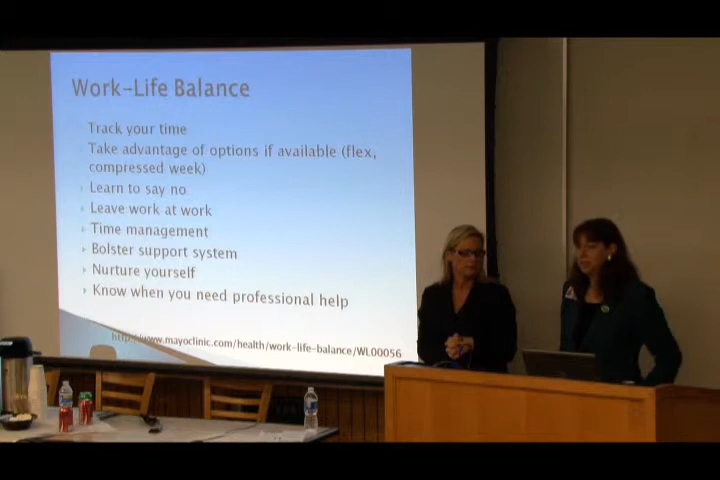 Work-Life Balance
Track your time
Take advantage of options if available (flex,
compressed week)
Learn to say no
Leave work at work
Time management
Bolster support system
Nurture yourself
Know when you need professional help
http://www.mayoclinic.com/health/work-life-balance/WL00056